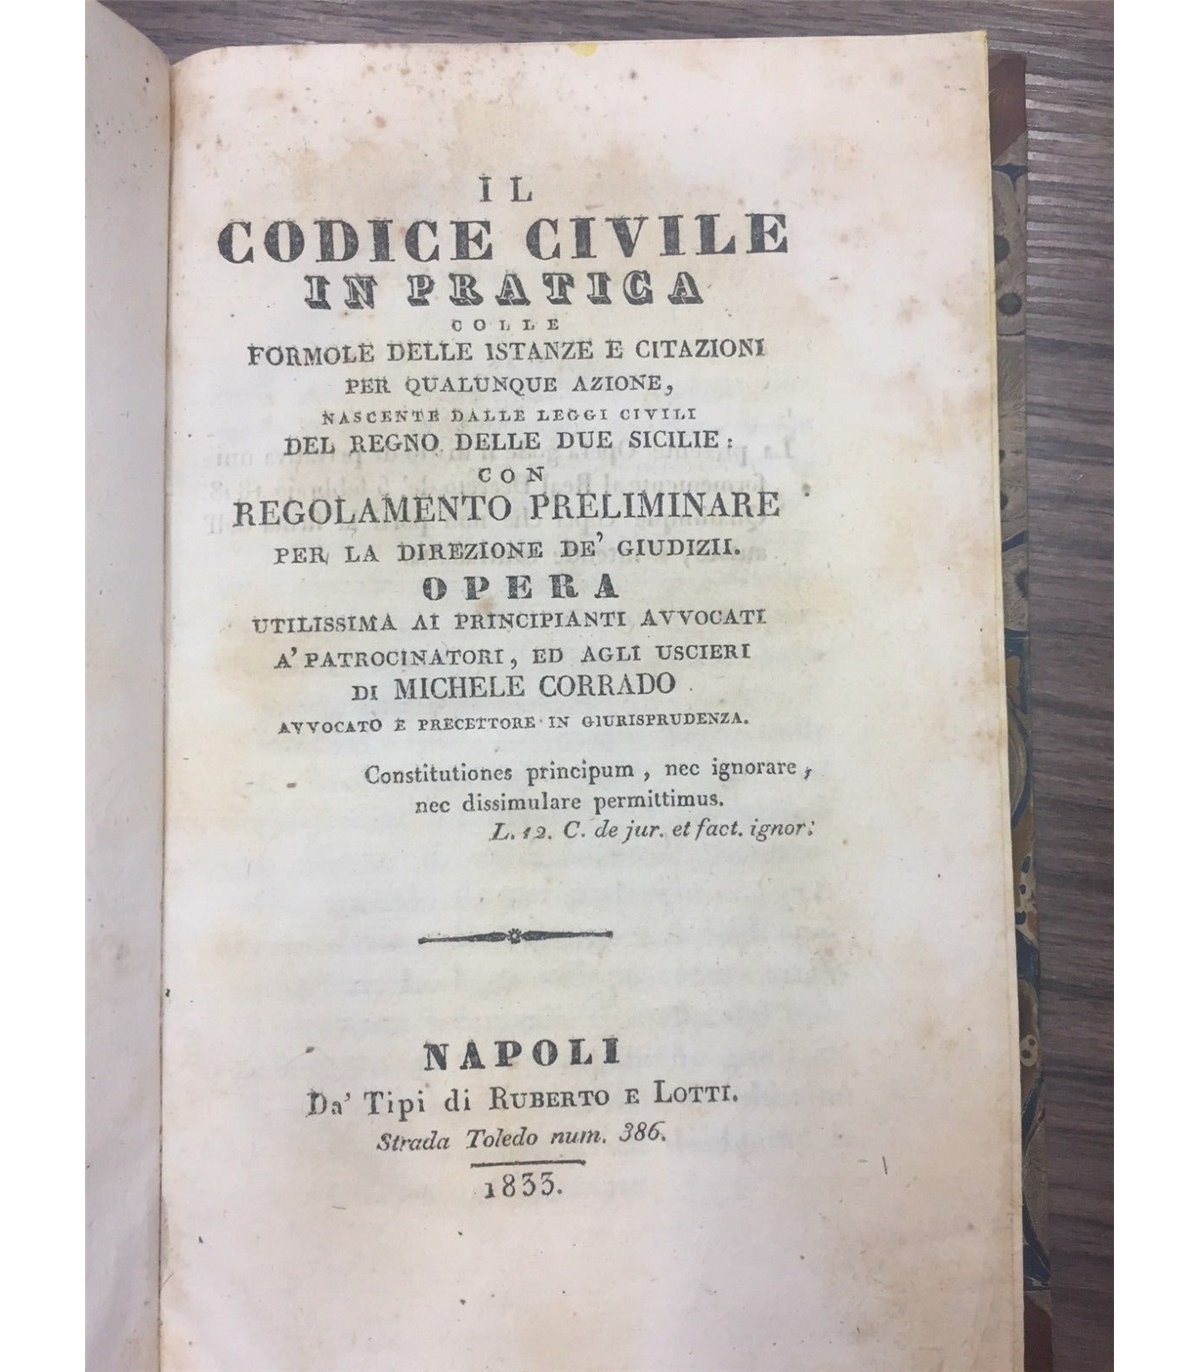 IL
CODICE CIVILE
IN PRATICA
COLLE
FORMOLE DELLE ISTANZE E CITAZIONI
PER QUALUNQUE AZIONE,
NASCENTE DALLE LEGGI CIVILI
DEL REGNO DELLE DUE SICILIE:
CON
REGOLAMENTO PRELIMINARE
PER LA DIREZIONE DE' GIUDIZII.
OPERA
UTILISSIMA AI PRINCIPIANTI AVVOCATI
A' PATROCINATORI, ED AGLI USCIERI
DI MICHELE CORRADO
AVVOCATO E PRECETTORE IN GIURISPRUDENZA.
Constitutiones principum, nec ignorare,
nec dissimulare permittimus.
L. 12. C. de jur. et fact. ignor.
NAPOLI
Da' Tipi di RUBERTO E LOTTI.
Strada Toledo num. 386.
1833.